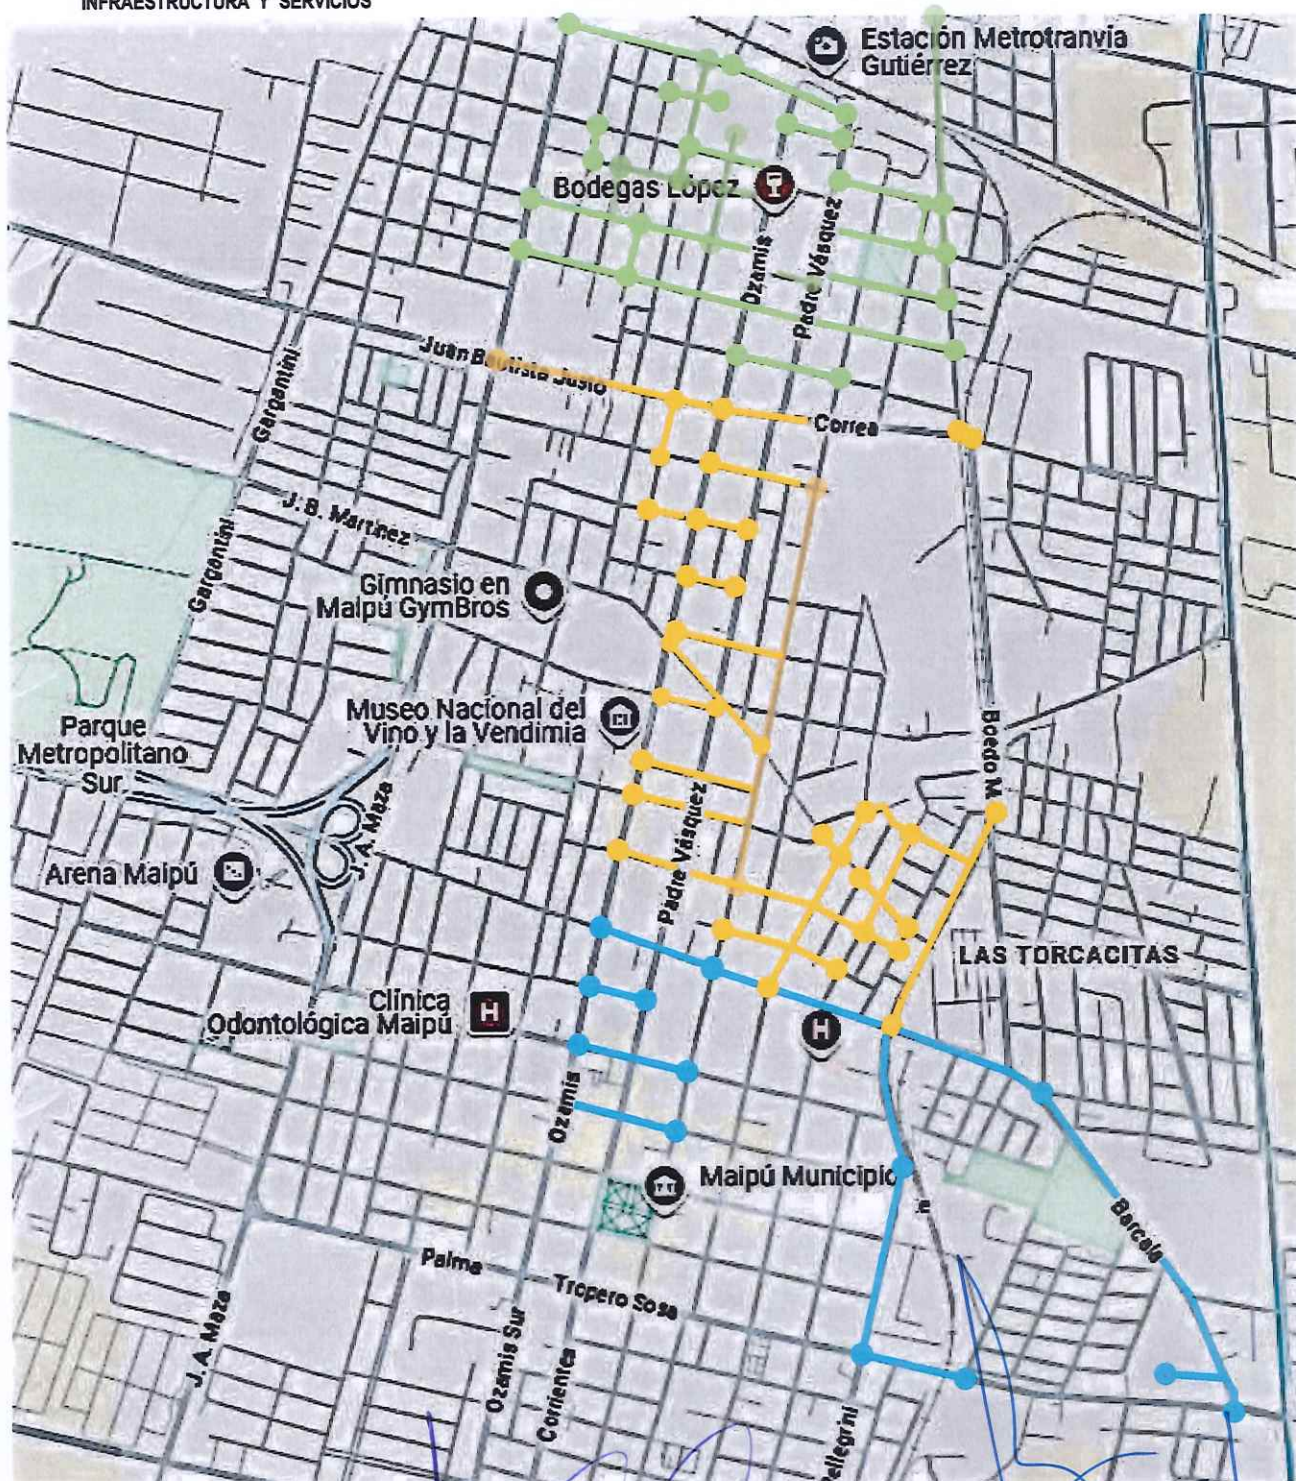 INFRAESTRUCTURA Y SERVICIOS
Estación Metrotranvia
Gutiérrez
Bodegas López
Ozamis
Padre Vásquez
Juan Bautista Justo
Correa
Gargantini
J. B. Martinez
Gargantini
Gimnasio en
Maipú GymBros
Museo Nacional del
Vino y la Vendimia
Boedo M.
Parque
Metropolitano
Sur
J. A. Maza
Padre Vásquez
Arena Maipú
LAS TORCACITAS
Clínica
Odontológica Maipú
H
H
Ozamis
Maipú Municipio
Barcala
Palma
Tropero Sosa
J. A. Maza
Ozamis Sur
Corrientes
Pellegrini